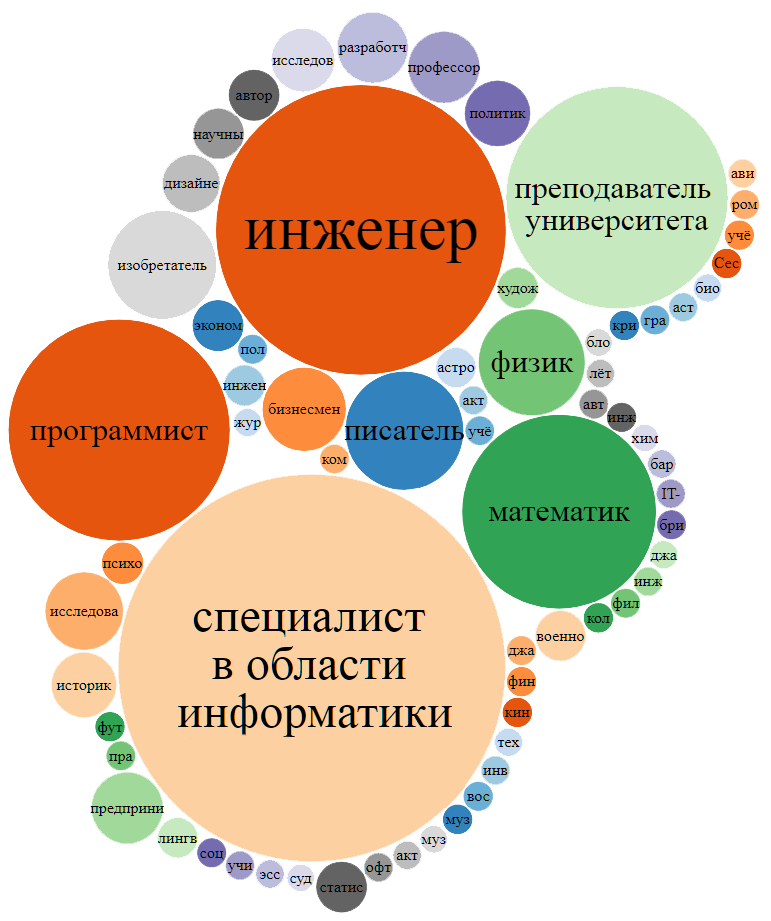 разработч
исследов
профессор
автор
политик
научны
ави
дизайне
преподаватель
университета
ром
инженер
учё
Сес
изобретатель
био
худож
аст
эконом
кри
гра
пол
бло
физик
астро
лёт
инжен
акт
авт
бизнесмен
инж
жур
программист
писатель
учё
хим
ком
бар
IT-
математик
бри
джа
психо
инж
фил
исследова
кол
специалист
в области
информатики
военно
джа
историк
фин
кин
фут
тех
пра
инв
вос
предприни
муз
лингв
муз
соц
акт
учи
офт
эсс
суд
статис